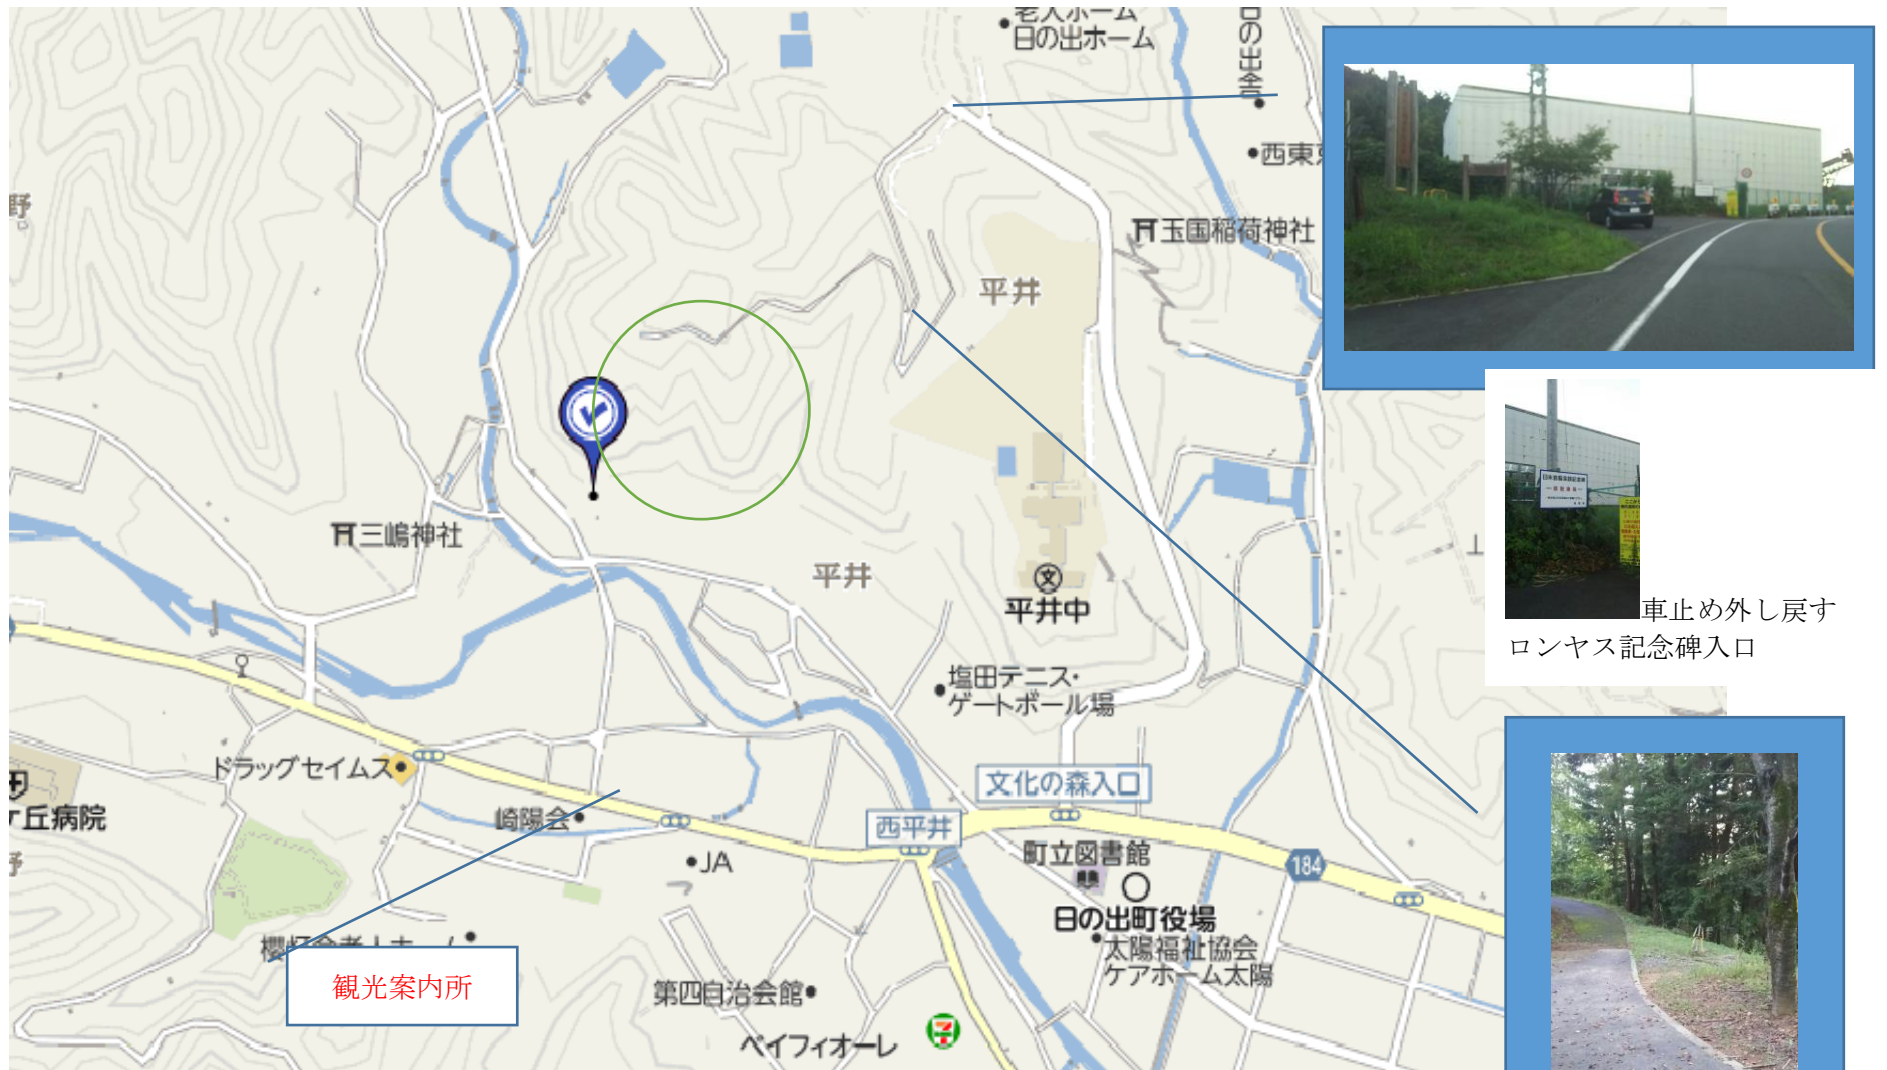 老人ホーム
日の出ホーム
日の出舎
西東京
玉国稲荷神社
平井
三嶋神社
平井
平井中
車止め外し戻す
ロンヤス記念碑入口
塩田テニス・
ゲートボール場
ドラッグセイムス
文化の森入口
崎陽会
西平井
丘病院
JA
町立図書館
184
日の出町役場
太陽福祉協会
ケアホーム太陽
観光案内所
第四自治会館
ベイフィオーレ